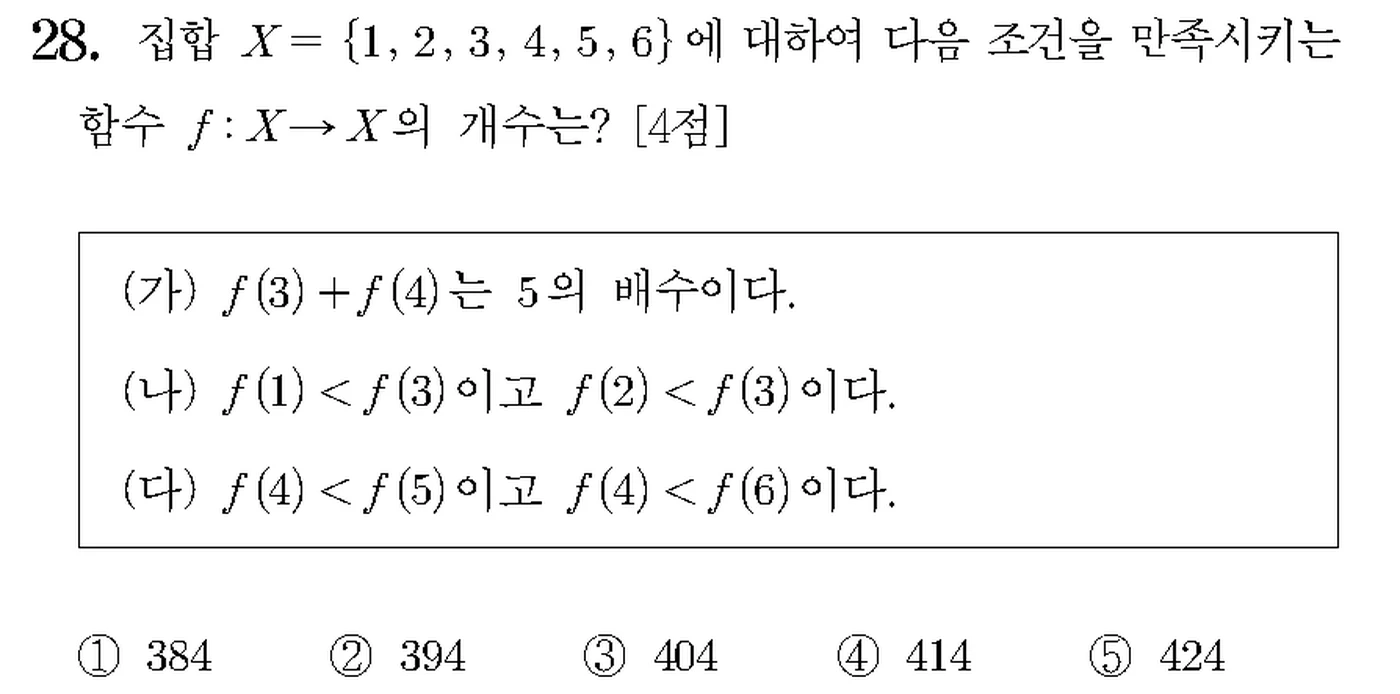 28. 집합 X = {1, 2, 3, 4, 5, 6}에 대하여 다음 조건을 만족시키는
함수 f : X → X의 개수는? [4점]
(가) f(3) + f(4)는 5의 배수이다.
(나) f(1) < f(3)이고 f(2) < f(3)이다.
(다) f(4) < f(5)이고 f(4) < f(6)이다.
① 384 ② 394 ③ 404 ④ 414 ⑤ 424